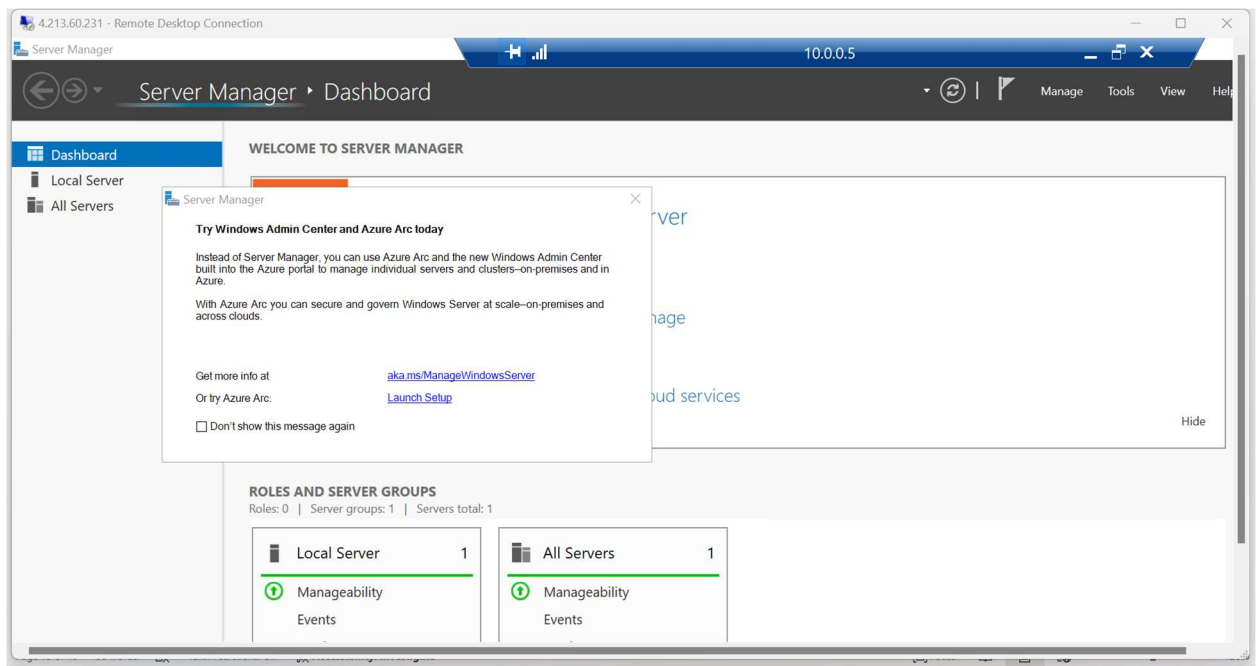 4.213.60.231 - Remote Desktop Connection
Server Manager
10.0.0.5
Server Manager ‣ Dashboard
Manage Tools View Help
Dashboard
Local Server
All Servers
WELCOME TO SERVER MANAGER
Server Manager
Try Windows Admin Center and Azure Arc today
Instead of Server Manager, you can use Azure Arc and the new Windows Admin Center
built into the Azure portal to manage individual servers and clusters–on-premises and in
Azure.
With Azure Arc you can secure and govern Windows Server at scale–on-premises and
across clouds.
Get more info at aka.ms/ManageWindowsServer
Or try Azure Arc: Launch Setup
Don't show this message again
rver
nage
oud services
Hide
ROLES AND SERVER GROUPS
Roles: 0 | Server groups: 1 | Servers total: 1
Local Server 1
Manageability
Events
All Servers 1
Manageability
Events